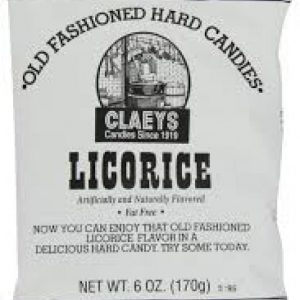 •OLD FASHIONED HARD CANDIES•
CLAEYS
Candies Since 1919
LICORICE
Artificially and Naturally Flavored
• Fat Free •
NOW YOU CAN ENJOY THAT OLD FASHIONED
LICORICE FLAVOR IN A
DELICIOUS HARD CANDY. TRY SOME TODAY.
NET WT. 6 OZ. (170g)